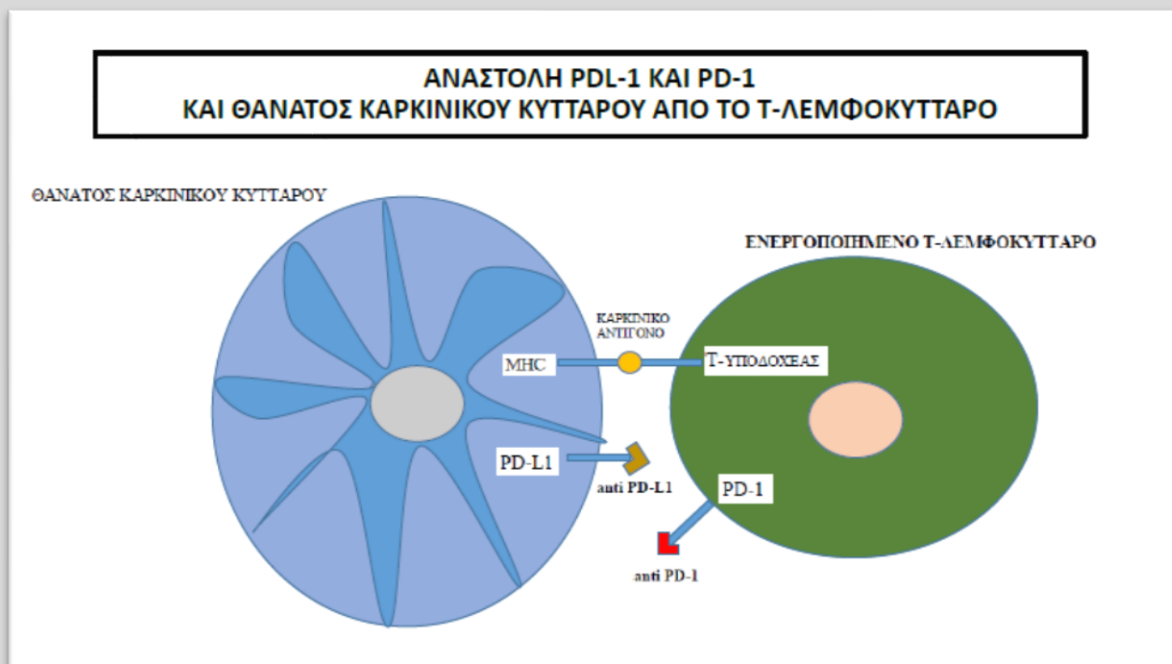 ΑΝΑΣΤΟΛΗ PDL-1 ΚΑΙ PD-1
ΚΑΙ ΘΑΝΑΤΟΣ ΚΑΡΚΙΝΙΚΟΥ ΚΥΤΤΑΡΟΥ ΑΠΟ ΤΟ Τ-ΛΕΜΦΟΚΥΤΤΑΡΟ
ΘΑΝΑΤΟΣ ΚΑΡΚΙΝΙΚΟΥ ΚΥΤΤΑΡΟΥ
ΕΝΕΡΓΟΠΟΙΗΜΕΝΟ Τ-ΛΕΜΦΟΚΥΤΤΑΡΟ
ΚΑΡΚΙΝΙΚΟ
ΑΝΤΙΓΟΝΟ
MHC
Τ-ΥΠΟΔΟΧΕΑΣ
PD-L1
anti PD-L1
PD-1
anti PD-1